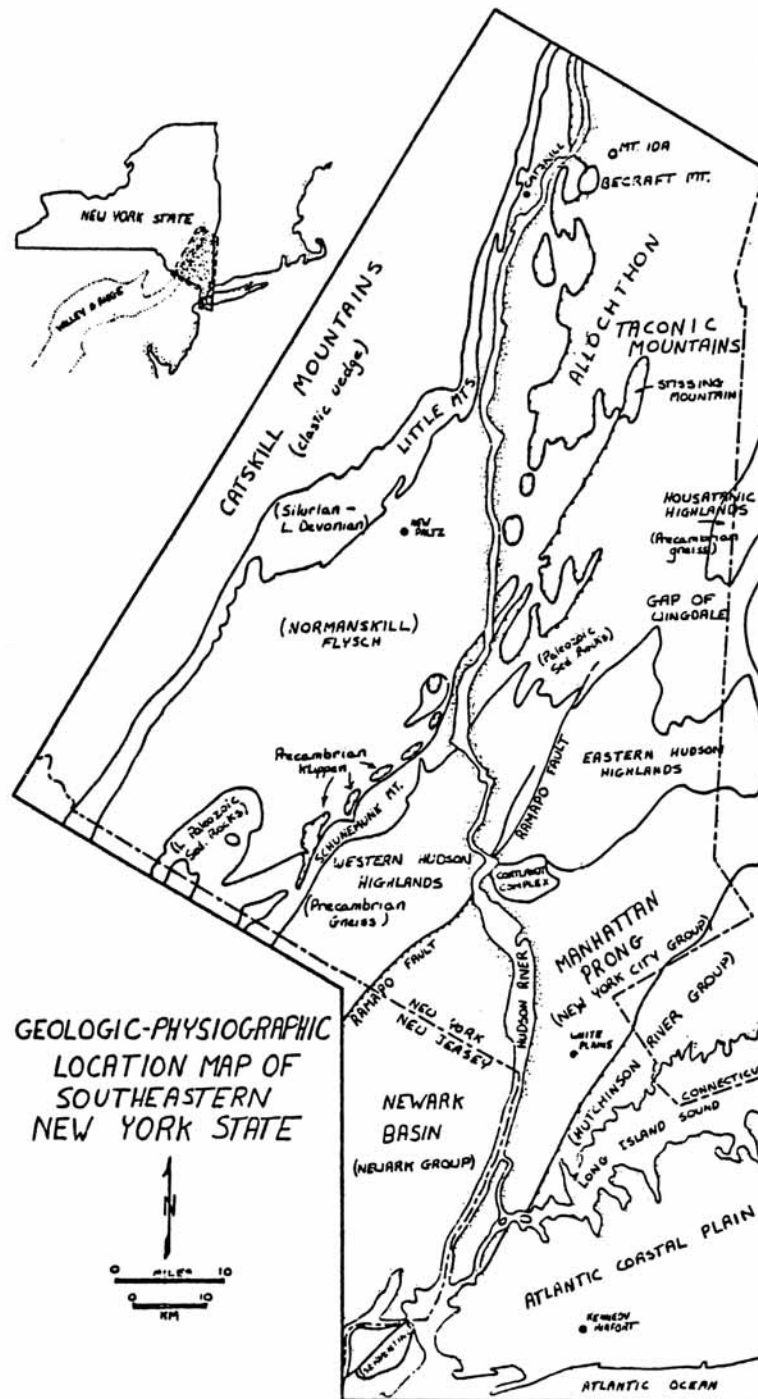 NEW YORK STATE
VALLEY & RIDGE
CATSKILL
MT. IDA
BECRAFT MT.
CATSKILL MOUNTAINS
(clastic wedge)
LITTLE MTS.
ALLOCHTHON
TACONIC
MOUNTAINS
STISSING
MOUNTAIN
(Silurian -
L. Devonian)
NEW
PALTZ
HOUSATANIC
HIGHLANDS
(Precambrian
gneiss)
GAP OF
WINGDALE
(NORMANSKILL)
FLYSCH
(Paleozoic
Sed. Rocks)
Precambrian
Klippen
RAMAPO FAULT
EASTERN HUDSON
HIGHLANDS
(L. Paleozoic
Sed. Rocks)
SCHUNEMUNK MT.
WESTERN HUDSON
HIGHLANDS
(Precambrian
Gneiss)
CORTLANDT
COMPLEX
RAMAPO FAULT
HUDSON RIVER
MANHATTAN
PRONG
(NEW YORK CITY GROUP)
NEW YORK
NEW JERSEY
WHITE
PLAINS
(HUTCHINSON RIVER GROUP)
CONNECTICU
LONG ISLAND SOUND
GEOLOGIC-PHYSIOGRAPHIC
LOCATION MAP OF
SOUTHEASTERN
NEW YORK STATE
NEWARK
BASIN
(NEWARK GROUP)
N
0 MILES 10
0 10
KM
ATLANTIC COASTAL PLAIN
KENNEDY
AIRPORT
ATLANTIC OCEAN